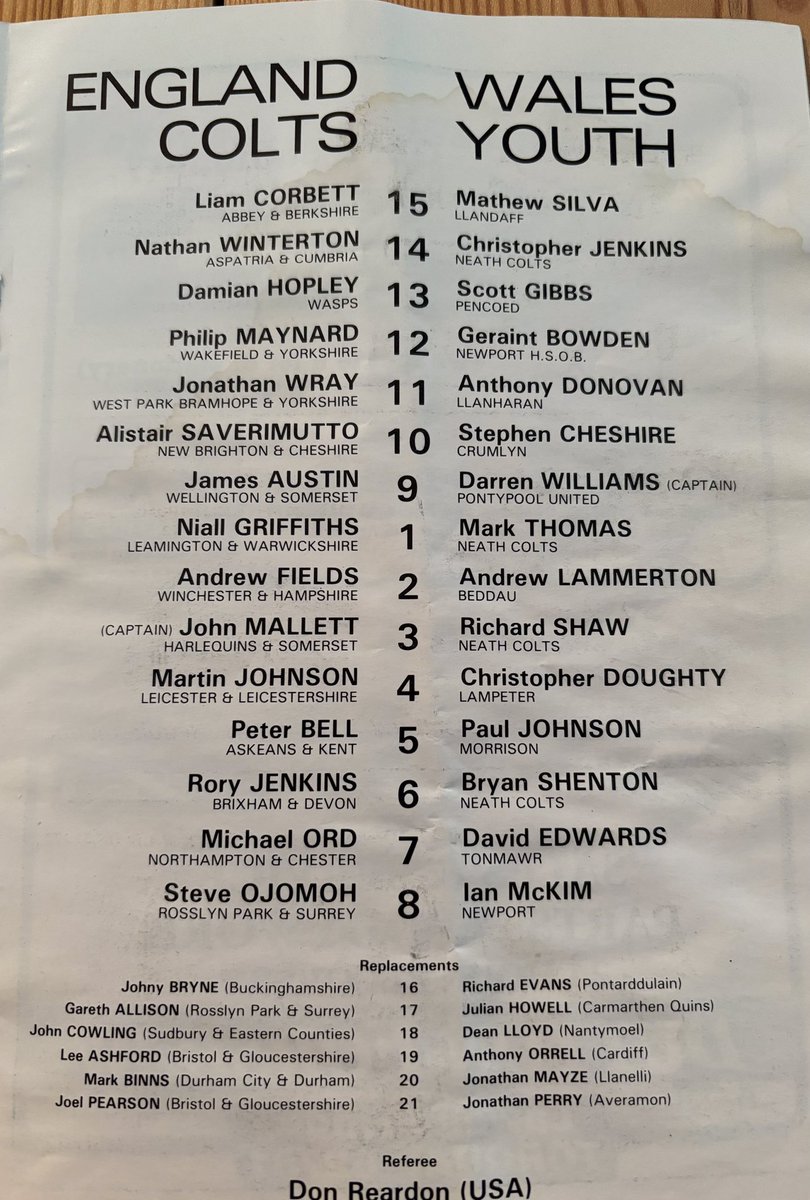 ENGLAND COLTS WALES YOUTH
Liam CORBETT 15 Mathew SILVA
ABBEY & BERKSHIRE LLANDAFF
Nathan WINTERTON 14 Christopher JENKINS
ASPATRIA & CUMBRIA NEATH COLTS
Damian HOPLEY 13 Scott GIBBS
WASPS PENCOED
Philip MAYNARD 12 Geraint BOWDEN
WAKEFIELD & YORKSHIRE NEWPORT H.S.O.B.
Jonathan WRAY 11 Anthony DONOVAN
WEST PARK BRAMHOPE & YORKSHIRE LLANHARAN
Alistair SAVERIMUTTO 10 Stephen CHESHIRE
NEW BRIGHTON & CHESHIRE CRUMLYN
James AUSTIN 9 Darren WILLIAMS (CAPTAIN)
WELLINGTON & SOMERSET PONTYPOOL UNITED
Niall GRIFFITHS 1 Mark THOMAS
LEAMINGTON & WARWICKSHIRE NEATH COLTS
Andrew FIELDS 2 Andrew LAMMERTON
WINCHESTER & HAMPSHIRE BEDDAU
(CAPTAIN) John MALLETT 3 Richard SHAW
HARLEQUINS & SOMERSET NEATH COLTS
Martin JOHNSON 4 Christopher DOUGHTY
LEICESTER & LEICESTERSHIRE LAMPETER
Peter BELL 5 Paul JOHNSON
ASKEANS & KENT MORRISON
Rory JENKINS 6 Bryan SHENTON
BRIXHAM & DEVON NEATH COLTS
Michael ORD 7 David EDWARDS
NORTHAMPTON & CHESTER TONMAWR
Steve OJOMOH 8 Ian McKIM
ROSSLYN PARK & SURREY NEWPORT
Replacements
Johny BRYNE (Buckinghamshire) 16 Richard EVANS (Pontarddulain)
Gareth ALLISON (Rosslyn Park & Surrey) 17 Julian HOWELL (Carmarthen Quins)
John COWLING (Sudbury & Eastern Counties) 18 Dean LLOYD (Nantymoel)
Lee ASHFORD (Bristol & Gloucestershire) 19 Anthony ORRELL (Cardiff)
Mark BINNS (Durham City & Durham) 20 Jonathan MAYZE (Llanelli)
Joel PEARSON (Bristol & Gloucestershire) 21 Jonathan PERRY (Averamon)
Referee
Don Reardon (USA)